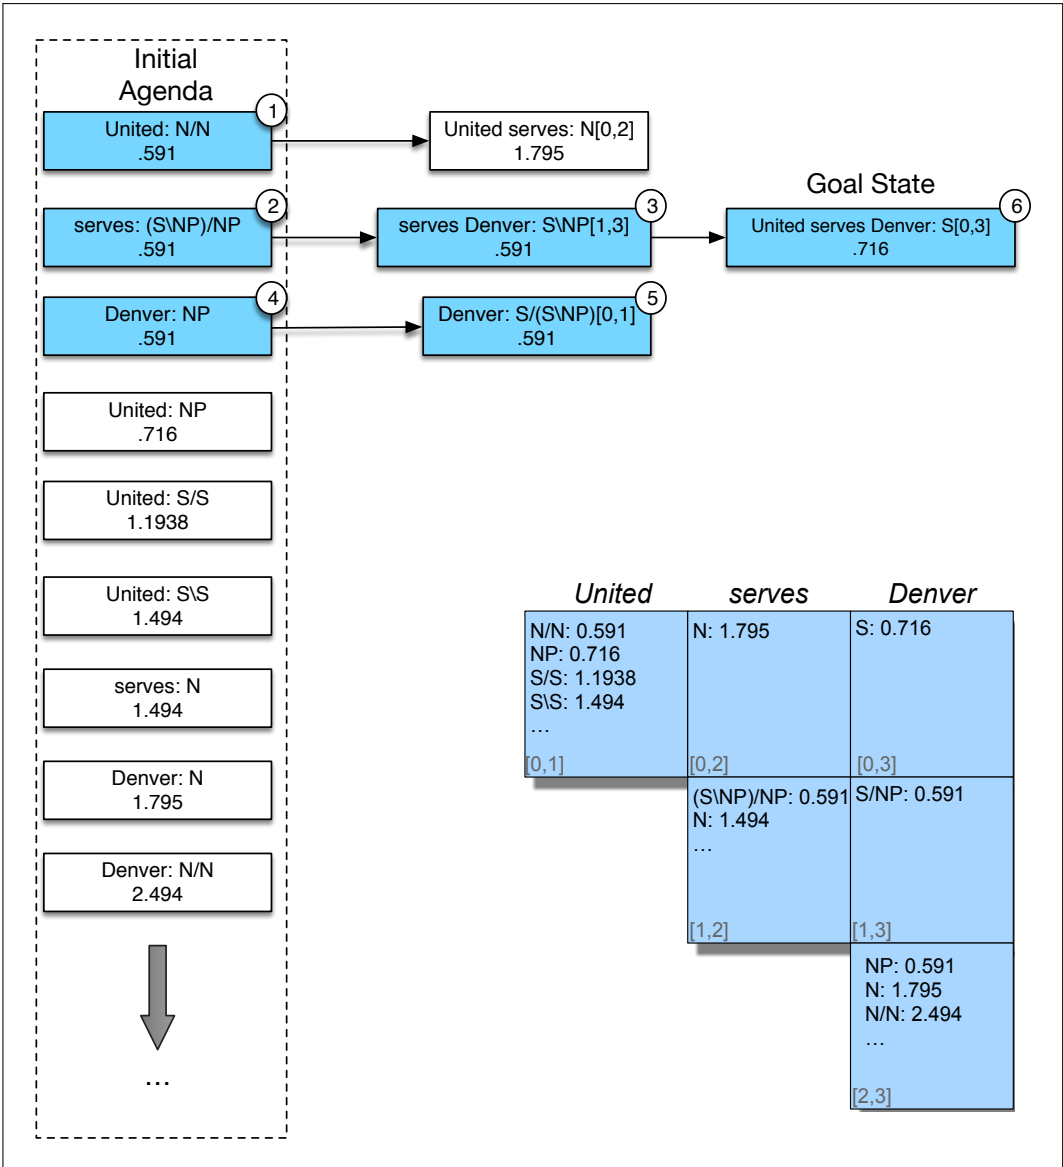 Initial
Agenda
1
United: N/N
.591
United serves: N[0,2]
1.795
Goal State
2
serves: (S\NP)/NP
.591
3
serves Denver: S\NP[1,3]
.591
6
United serves Denver: S[0,3]
.716
4
Denver: NP
.591
5
Denver: S/(S\NP)[0,1]
.591
United: NP
.716
United: S/S
1.1938
United: S\S
1.494
serves: N
1.494
Denver: N
1.795
Denver: N/N
2.494
...
United serves Denver
N/N: 0.591
NP: 0.716
S/S: 1.1938
S\S: 1.494
…
[0,1]
N: 1.795
[0,2]
S: 0.716
[0,3]
(S\NP)/NP: 0.591
N: 1.494
…
[1,2]
S/NP: 0.591
[1,3]
NP: 0.591
N: 1.795
N/N: 2.494
…
[2,3]